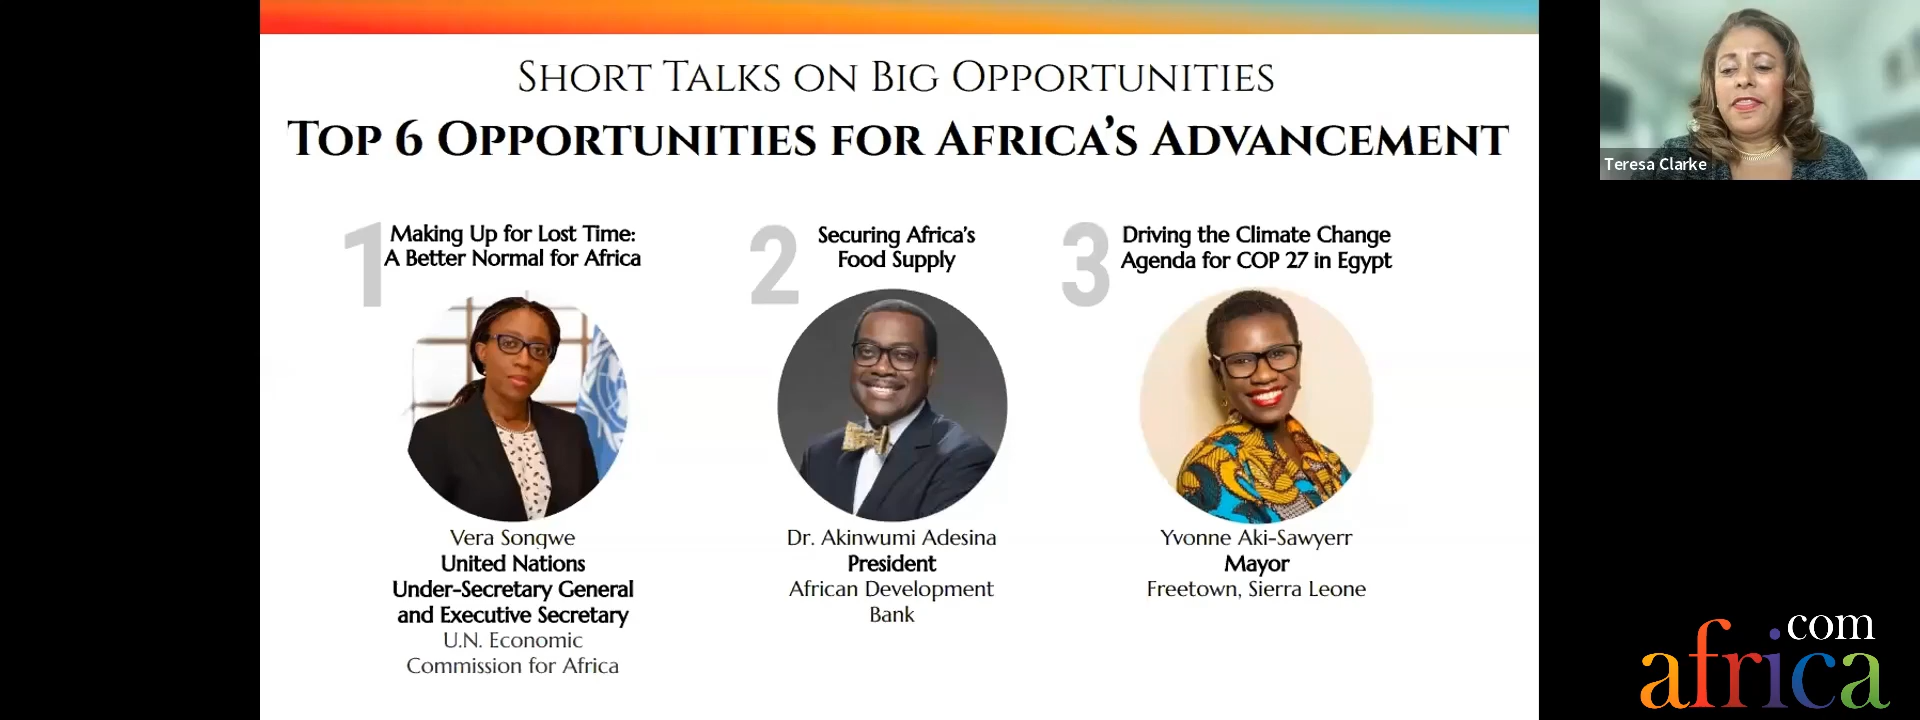 Short Talks on Big Opportunities
Top 6 Opportunities for Africa's Advancement
1
Making Up for Lost Time:
A Better Normal for Africa
Vera Songwe
United Nations
Under-Secretary General
and Executive Secretary
U.N. Economic
Commission for Africa
2
Securing Africa's
Food Supply
Dr. Akinwumi Adesina
President
African Development
Bank
3
Driving the Climate Change
Agenda for COP 27 in Egypt
Yvonne Aki-Sawyerr
Mayor
Freetown, Sierra Leone
Teresa Clarke
com
africa